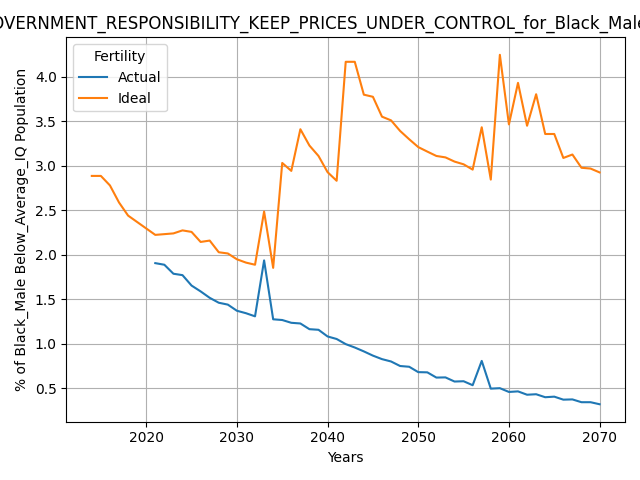 OVERNMENT_RESPONSIBILITY_KEEP_PRICES_UNDER_CONTROL_for_Black_Male
Fertility
Actual
Ideal
% of Black_Male Below_Average_IQ Population
4.0
3.5
3.0
2.5
2.0
1.5
1.0
0.5
2020 2030 2040 2050 2060 2070
Years